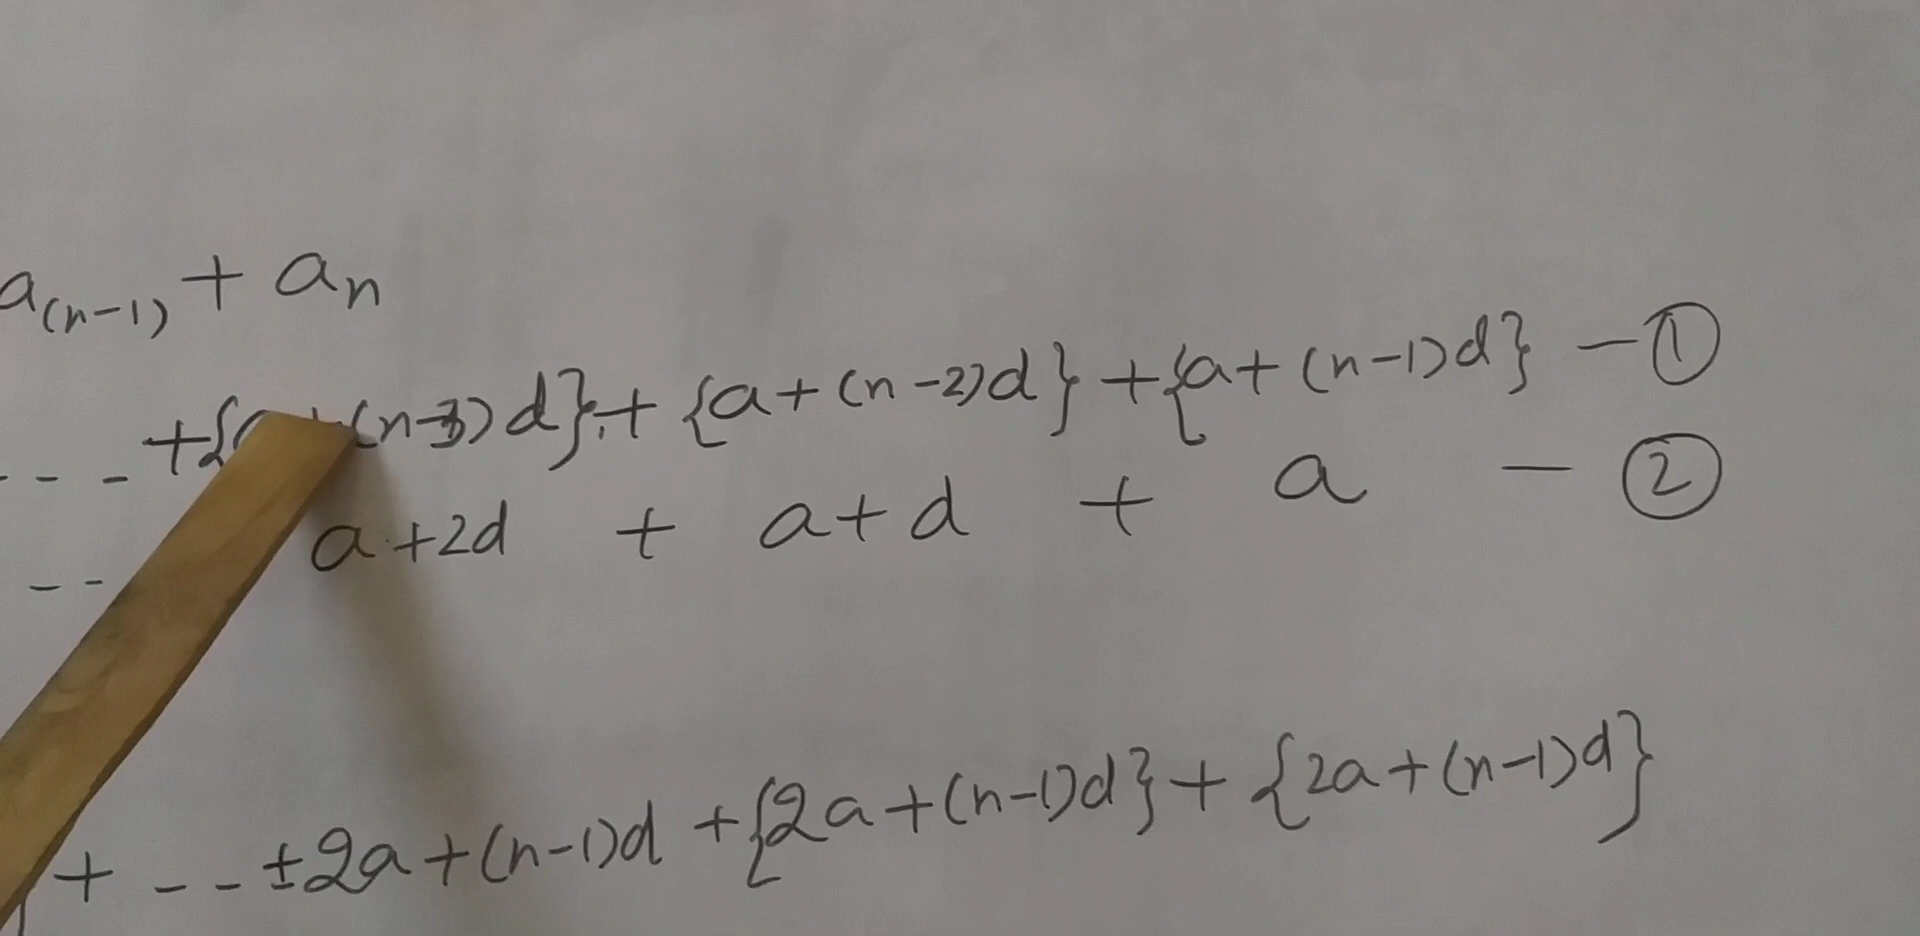 a(n-1) + an
- - - +{ (n-3)d} + {a+(n-2)d} + {a+(n-1)d} - ①
- - a+2d + a+d + a - ②
+ - - ±2a+(n-1)d +{2a+(n-1)d} + {2a+(n-1)d}